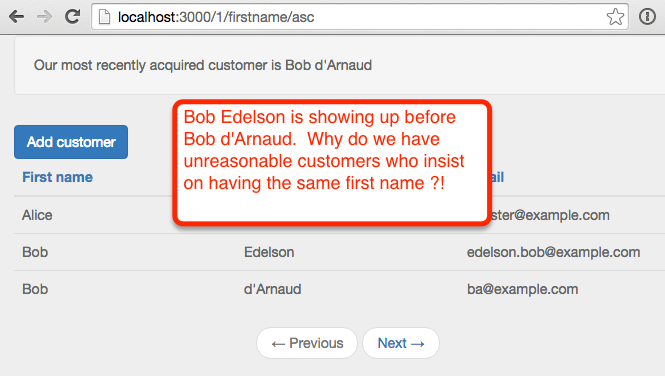 localhost:3000/1/firstname/asc
Our most recently acquired customer is Bob d'Arnaud
Bob Edelson is showing up before
Bob d'Arnaud.  Why do we have
unreasonable customers who insist
on having the same first name ?!
Add customer
First name
Alice ster@example.com
Bob Edelson edelson.bob@example.com
Bob d'Arnaud ba@example.com
← Previous Next →